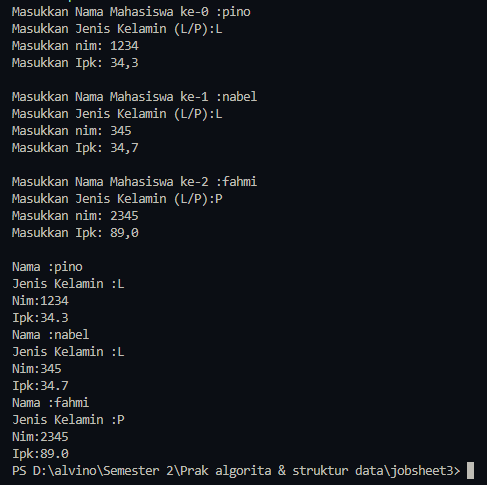 Masukkan Nama Mahasiswa ke-0 :pino
Masukkan Jenis Kelamin (L/P):L
Masukkan nim: 1234
Masukkan Ipk: 34,3
Masukkan Nama Mahasiswa ke-1 :nabel
Masukkan Jenis Kelamin (L/P):L
Masukkan nim: 345
Masukkan Ipk: 34,7
Masukkan Nama Mahasiswa ke-2 :fahmi
Masukkan Jenis Kelamin (L/P):P
Masukkan nim: 2345
Masukkan Ipk: 89,0
Nama :pino
Jenis Kelamin :L
Nim:1234
Ipk:34.3
Nama :nabel
Jenis Kelamin :L
Nim:345
Ipk:34.7
Nama :fahmi
Jenis Kelamin :P
Nim:2345
Ipk:89.0
PS D:\alvino\Semester 2\Prak algorita & struktur data\jobsheet3>